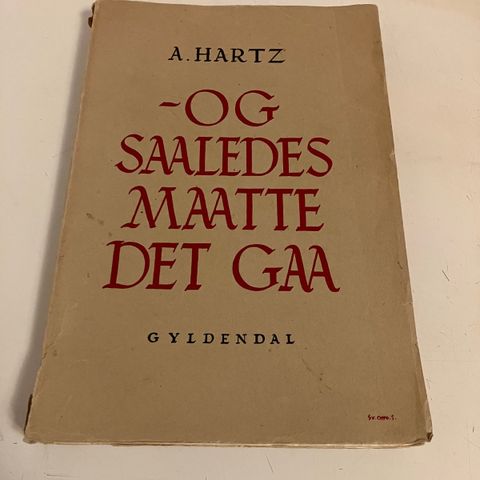 A. HARTZ
-OG
SAALEDES
MAATTE
DET GAA
GYLDENDAL